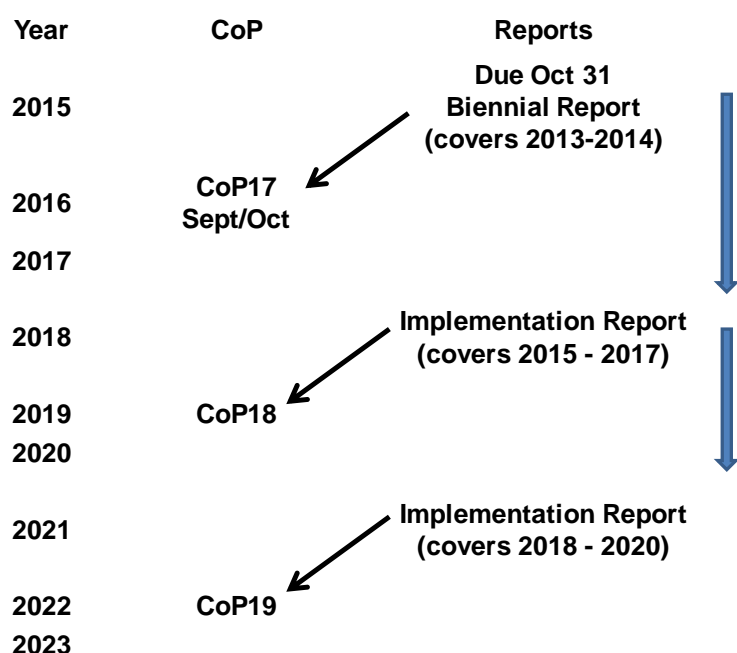 Year CoP Reports
Due Oct 31
2015 Biennial Report
(covers 2013-2014)
CoP17
2016
Sept/Oct
2017
Implementation Report
2018
(covers 2015 - 2017)
2019 CoP18
2020
Implementation Report
2021
(covers 2018 - 2020)
2022 CoP19
2023